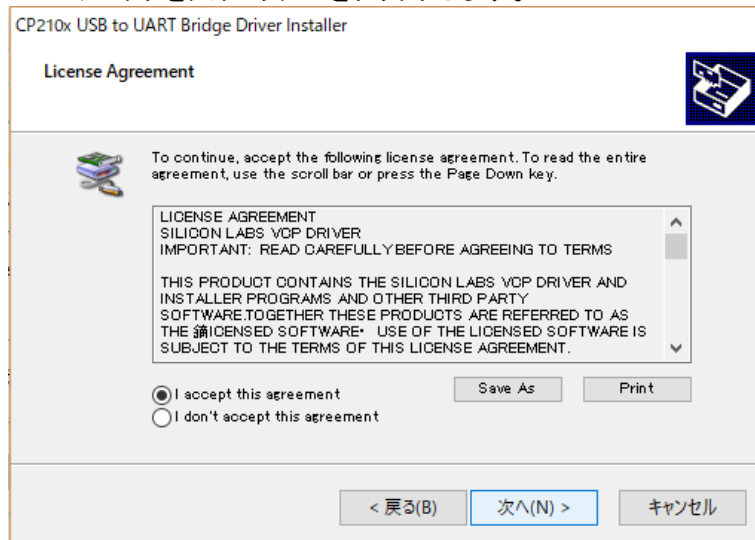 CP210x USB to UART Bridge Driver Installer
License Agreement
To continue, accept the following license agreement. To read the entire
agreement, use the scroll bar or press the Page Down key.
LICENSE AGREEMENT
SILICON LABS VCP DRIVER
IMPORTANT: READ CAREFULLY BEFORE AGREEING TO TERMS
THIS PRODUCT CONTAINS THE SILICON LABS VCP DRIVER AND
INSTALLER PROGRAMS AND OTHER THIRD PARTY
SOFTWARE.TOGETHER THESE PRODUCTS ARE REFERRED TO AS
THE 鏑ICENSED SOFTWARE・ USE OF THE LICENSED SOFTWARE IS
SUBJECT TO THE TERMS OF THIS LICENSE AGREEMENT.
I accept this agreement
Save As
Print
I don't accept this agreement
< 戻る(B)
次へ(N) >
キャンセル